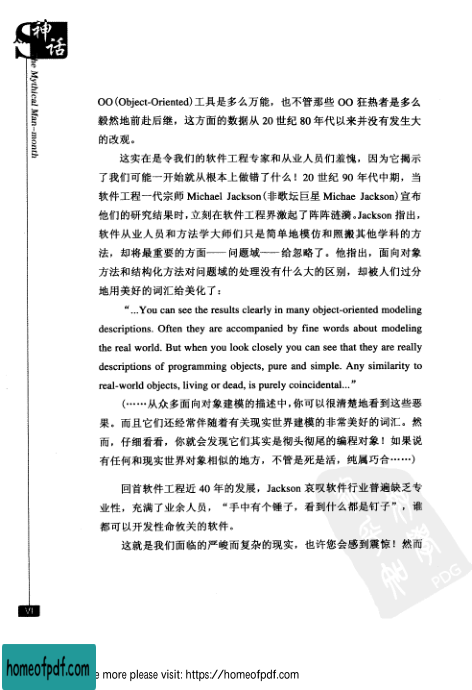 神
话
he Mythical Man-month
OO(Object-Oriented)工具是多么万能，也不管那些 OO 狂热者是多么
毅然地前赴后继，这方面的数据从 20 世纪 80 年代以来并没有发生大
的改观。
这实在是令我们的软件工程专家和从业人员们羞愧，因为它揭示
了我们可能一开始就从根本上做错了什么！20 世纪 90 年代中期，当
软件工程一代宗师 Michael Jackson(非歌坛巨星 Michae Jackson)宣布
他们的研究结果时，立刻在软件工程界激起了阵阵涟漪。Jackson 指出，
软件从业人员和方法学大师们只是简单地模仿和照搬其他学科的方
法，却将最重要的方面——问题域——给忽略了。他指出，面向对象
方法和结构化方法对问题域的处理没有什么大的区别，却被人们过分
地用美好的词汇给美化了：
“...You can see the results clearly in many object-oriented modeling
descriptions. Often they are accompanied by fine words about modeling
the real world. But when you look closely you can see that they are really
descriptions of programming objects, pure and simple. Any similarity to
real-world objects, living or dead, is purely coincidental...”
(……从众多面向对象建模的描述中，你可以很清楚地看到这些恶
果。而且它们还经常伴随着有关现实世界建模的非常美好的词汇。然
而，仔细看看，你就会发现它们其实是彻头彻尾的编程对象！如果说
有任何和现实世界对象相似的地方，不管是死是活，纯属巧合……)
回首软件工程近 40 年的发展，Jackson 哀叹软件行业普遍缺乏专
业性，充满了业余人员，“手中有个锤子，看到什么都是钉子”，谁
都可以开发性命攸关的软件。
这就是我们面临的严峻而复杂的现实，也许您会感到震惊！然而
PDG
VI
homeofpdf.com
e more please visit: https://homeofpdf.com